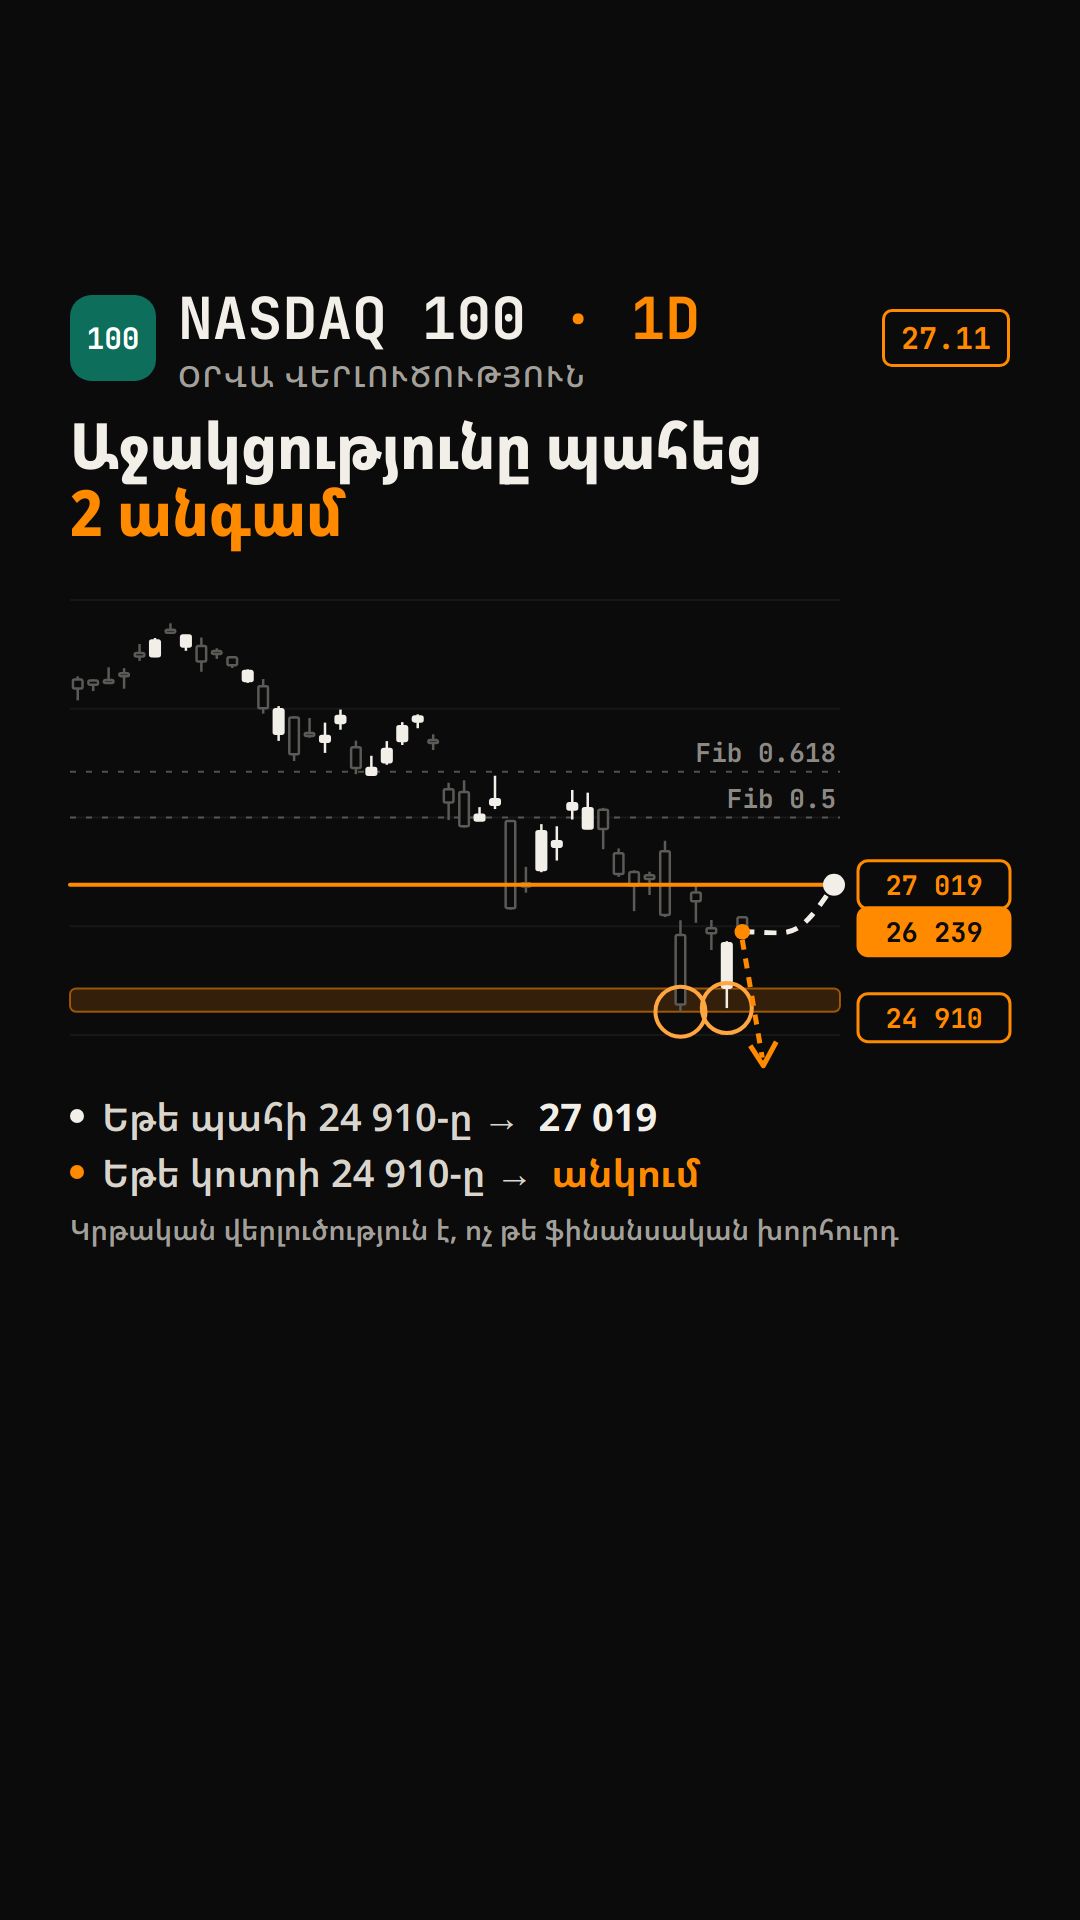 100
NASDAQ 100 · 1D
27.11
ՕՐՎԱ ՎԵՐԼՈՒԾՈՒԹՅՈՒՆ
Աջակցությունը պահեց
2 անգամ
Fib 0.618
Fib 0.5
27 019
26 239
24 910
Եթե պահի 24 910-ը → 27 019
Եթե կոտրի 24 910-ը → անկում
Կրթական վերլուծություն է, ոչ թե ֆինանսական խորհուրդ